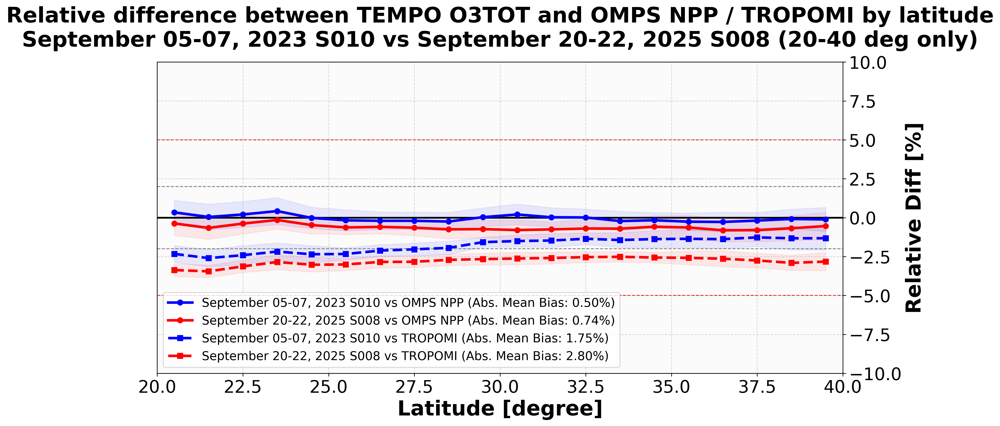 Relative difference between TEMPO O3TOT and OMPS NPP / TROPOMI by latitude
September 05-07, 2023 S010 vs September 20-22, 2025 S008 (20-40 deg only)
10.0
7.5
5.0
2.5
0.0
−2.5
−5.0
−7.5
−10.0
Relative Diff [%]
September 05-07, 2023 S010 vs OMPS NPP (Abs. Mean Bias: 0.50%)
September 20-22, 2025 S008 vs OMPS NPP (Abs. Mean Bias: 0.74%)
September 05-07, 2023 S010 vs TROPOMI (Abs. Mean Bias: 1.75%)
September 20-22, 2025 S008 vs TROPOMI (Abs. Mean Bias: 2.80%)
20.0 22.5 25.0 27.5 30.0 32.5 35.0 37.5 40.0
Latitude [degree]